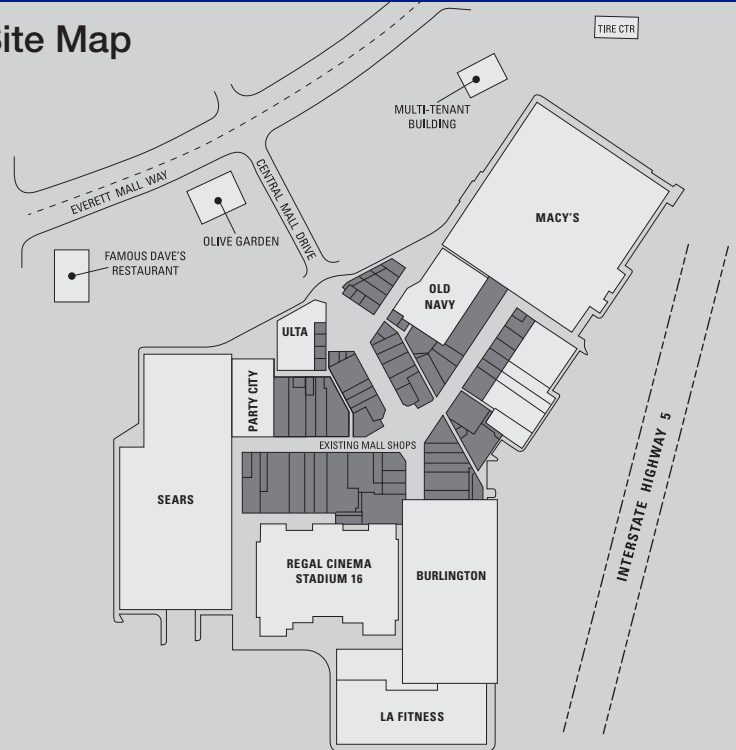 Site Map
TIRE CTR
MULTI-TENANT
BUILDING
EVERETT MALL WAY
CENTRAL MALL DRIVE
OLIVE GARDEN
FAMOUS DAVE'S
RESTAURANT
MACY'S
OLD
NAVY
ULTA
PARTY CITY
EXISTING MALL SHOPS
SEARS
REGAL CINEMA
STADIUM 16
BURLINGTON
LA FITNESS
INTERSTATE HIGHWAY 5